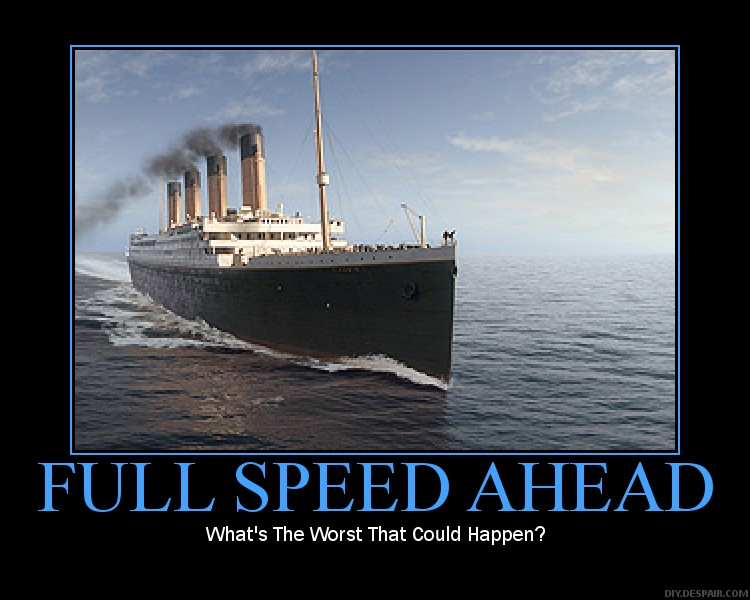 FULL SPEED AHEAD
What's The Worst That Could Happen?
DIY.DESPAIR.COM